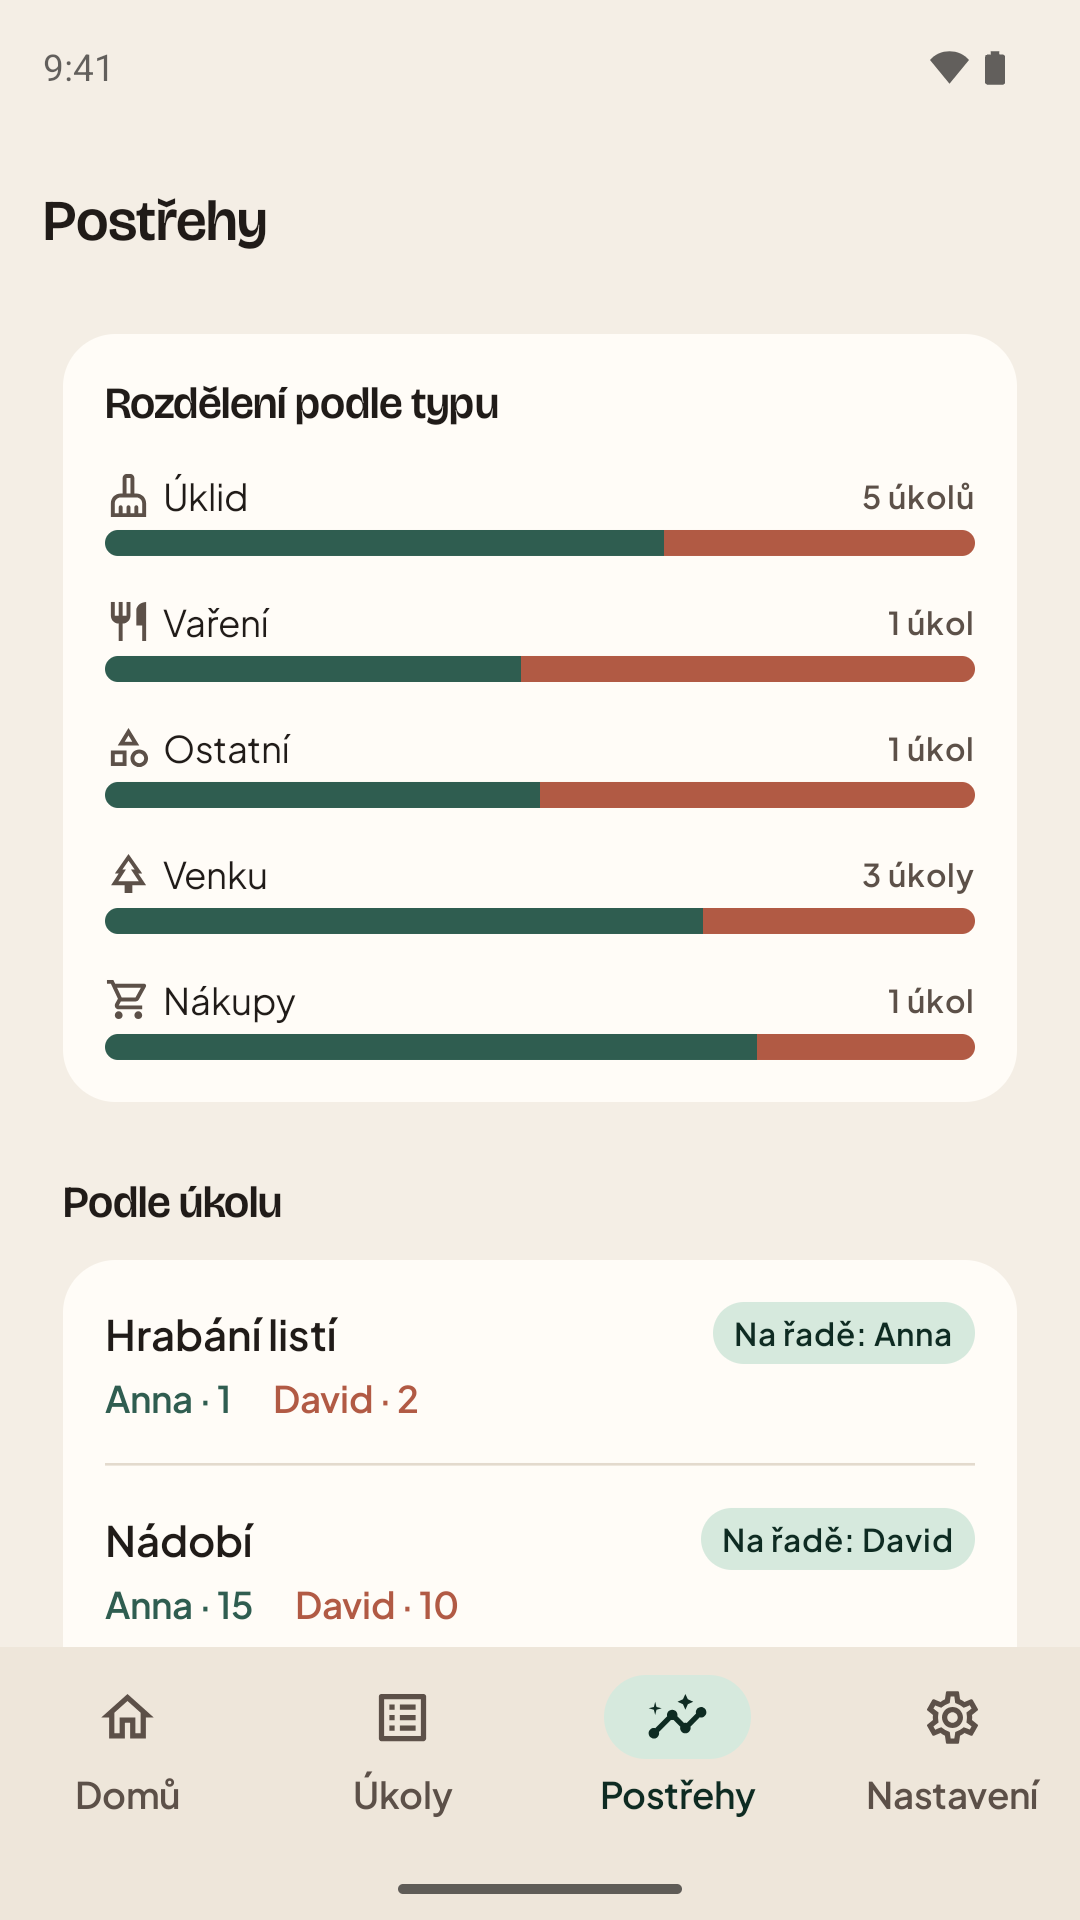 9:41
Postřehy
Rozdělení podle typu
Úklid 5 úkolů
Vaření 1 úkol
Ostatní 1 úkol
Venku 3 úkoly
Nákupy 1 úkol
Podle úkolu
Hrabání listí Na řadě: Anna
Anna · 1 David · 2
Nádobí Na řadě: David
Anna · 15 David · 10
Domů Úkoly Postřehy Nastavení